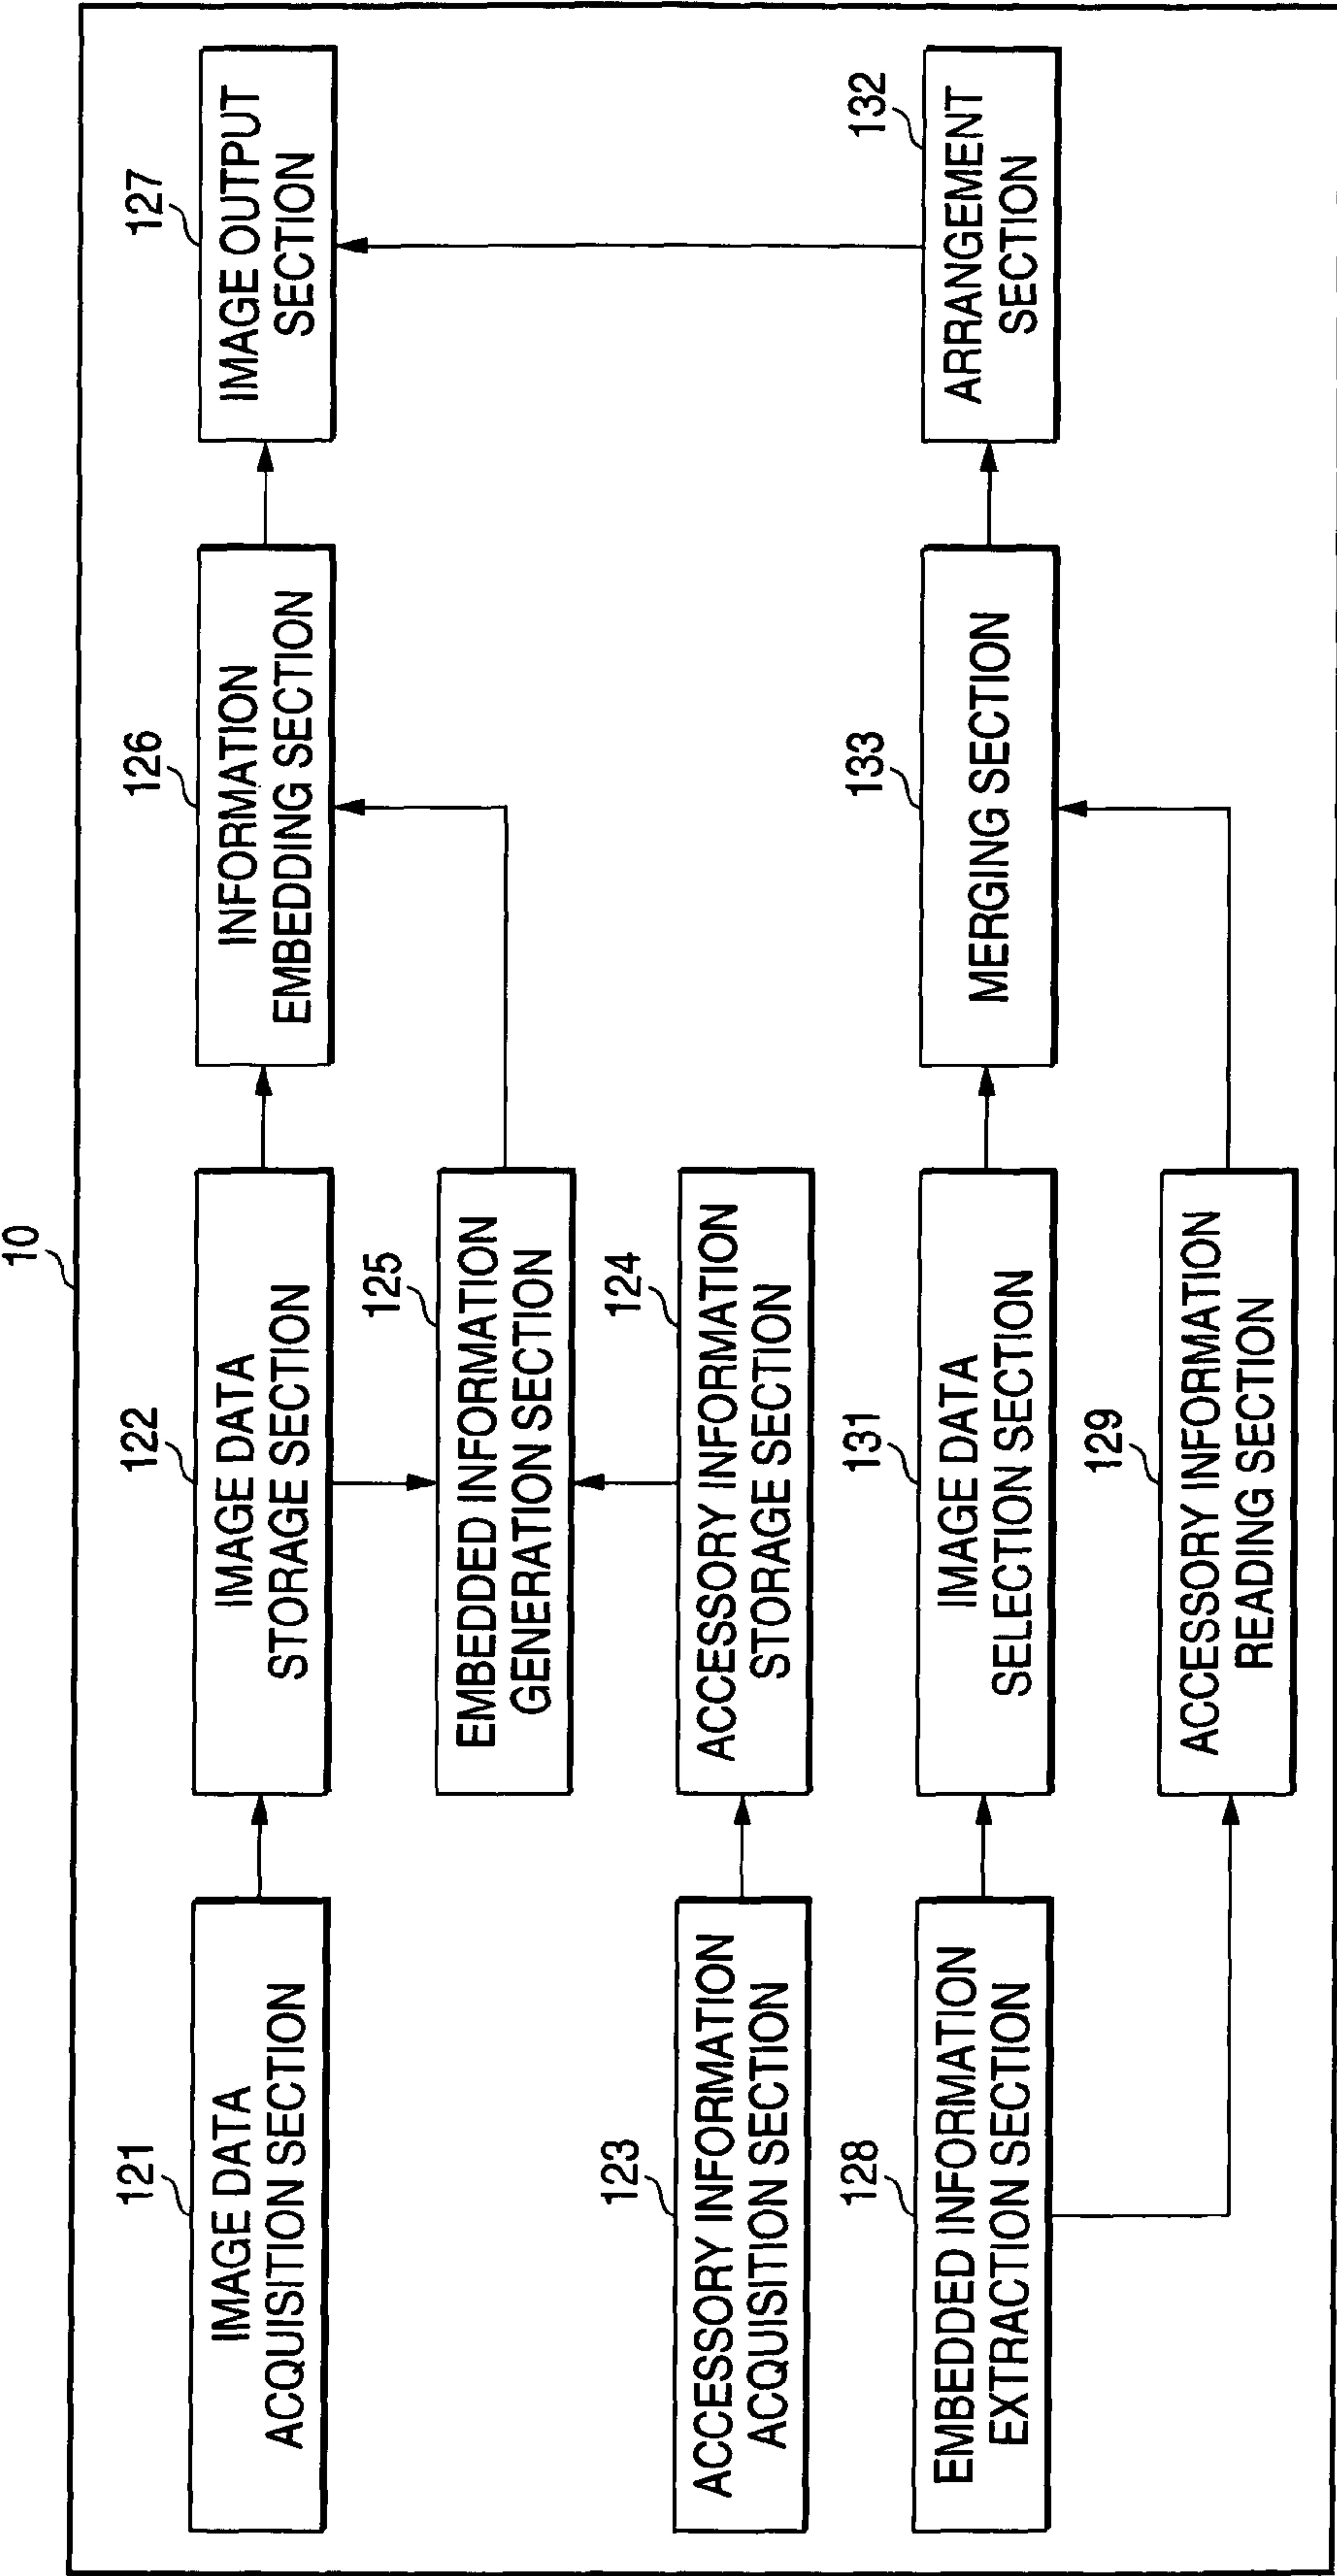 10
121
IMAGE DATA
ACQUISITION SECTION
122
IMAGE DATA
STORAGE SECTION
126
INFORMATION
EMBEDDING SECTION
127
IMAGE OUTPUT
SECTION
125
EMBEDDED INFORMATION
GENERATION SECTION
123
ACCESSORY INFORMATION
ACQUISITION SECTION
124
ACCESSORY INFORMATION
STORAGE SECTION
128
EMBEDDED INFORMATION
EXTRACTION SECTION
131
IMAGE DATA
SELECTION SECTION
133
MERGING SECTION
132
ARRANGEMENT
SECTION
129
ACCESSORY INFORMATION
READING SECTION